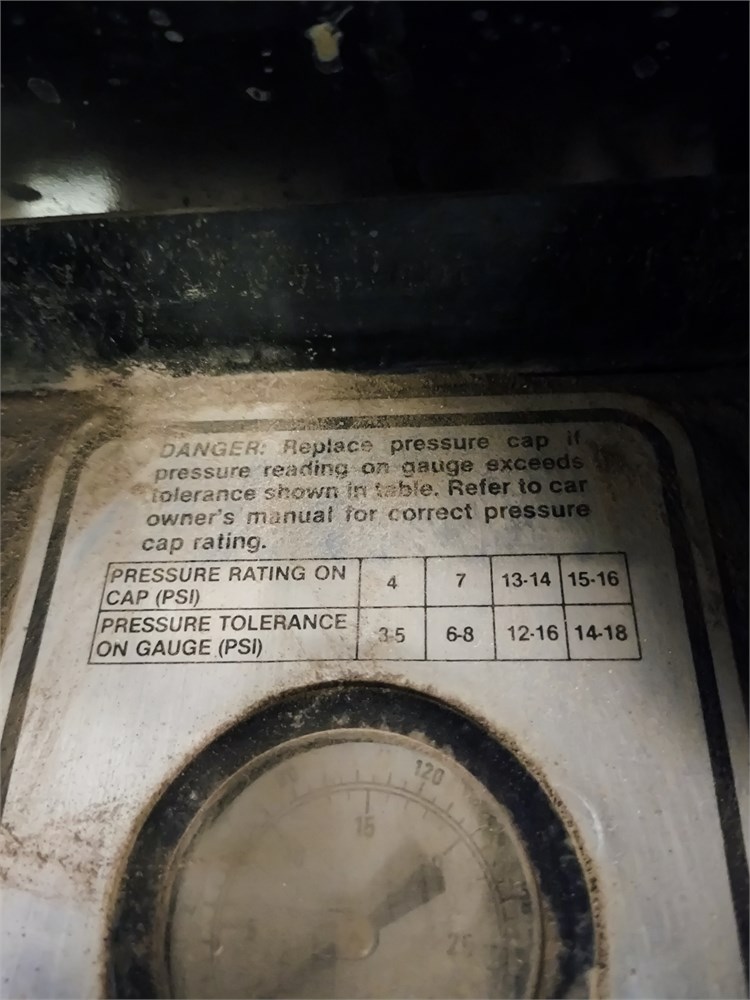 DANGER: Replace pressure cap if
pressure reading on gauge exceeds
tolerance shown in table. Refer to car
owner's manual for correct pressure
cap rating.
PRESSURE RATING ON CAP (PSI) 4 7 13-14 15-16
PRESSURE TOLERANCE ON GAUGE (PSI) 3-5 6-8 12-16 14-18
120
15
25